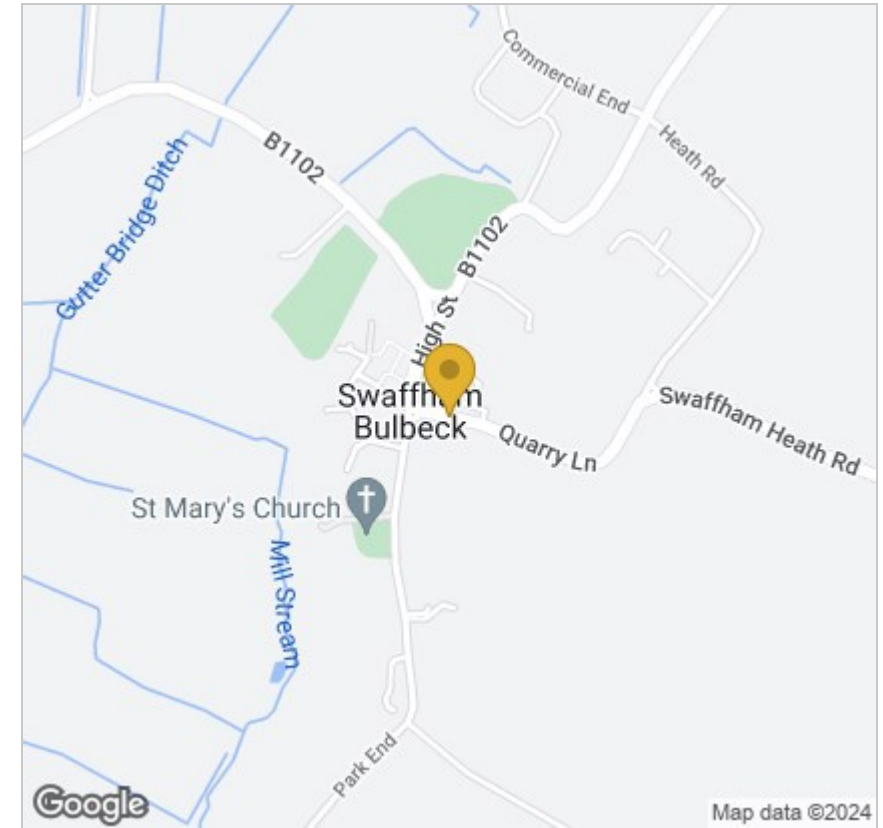 Commercial End
Heath Rd
B1102
Gutter Bridge Ditch
B1102
High St
Swaffham
Bulbeck
Quarry Ln
Swaffham Heath Rd
St Mary's Church
Mill Stream
Park End
Google
Map data ©2024